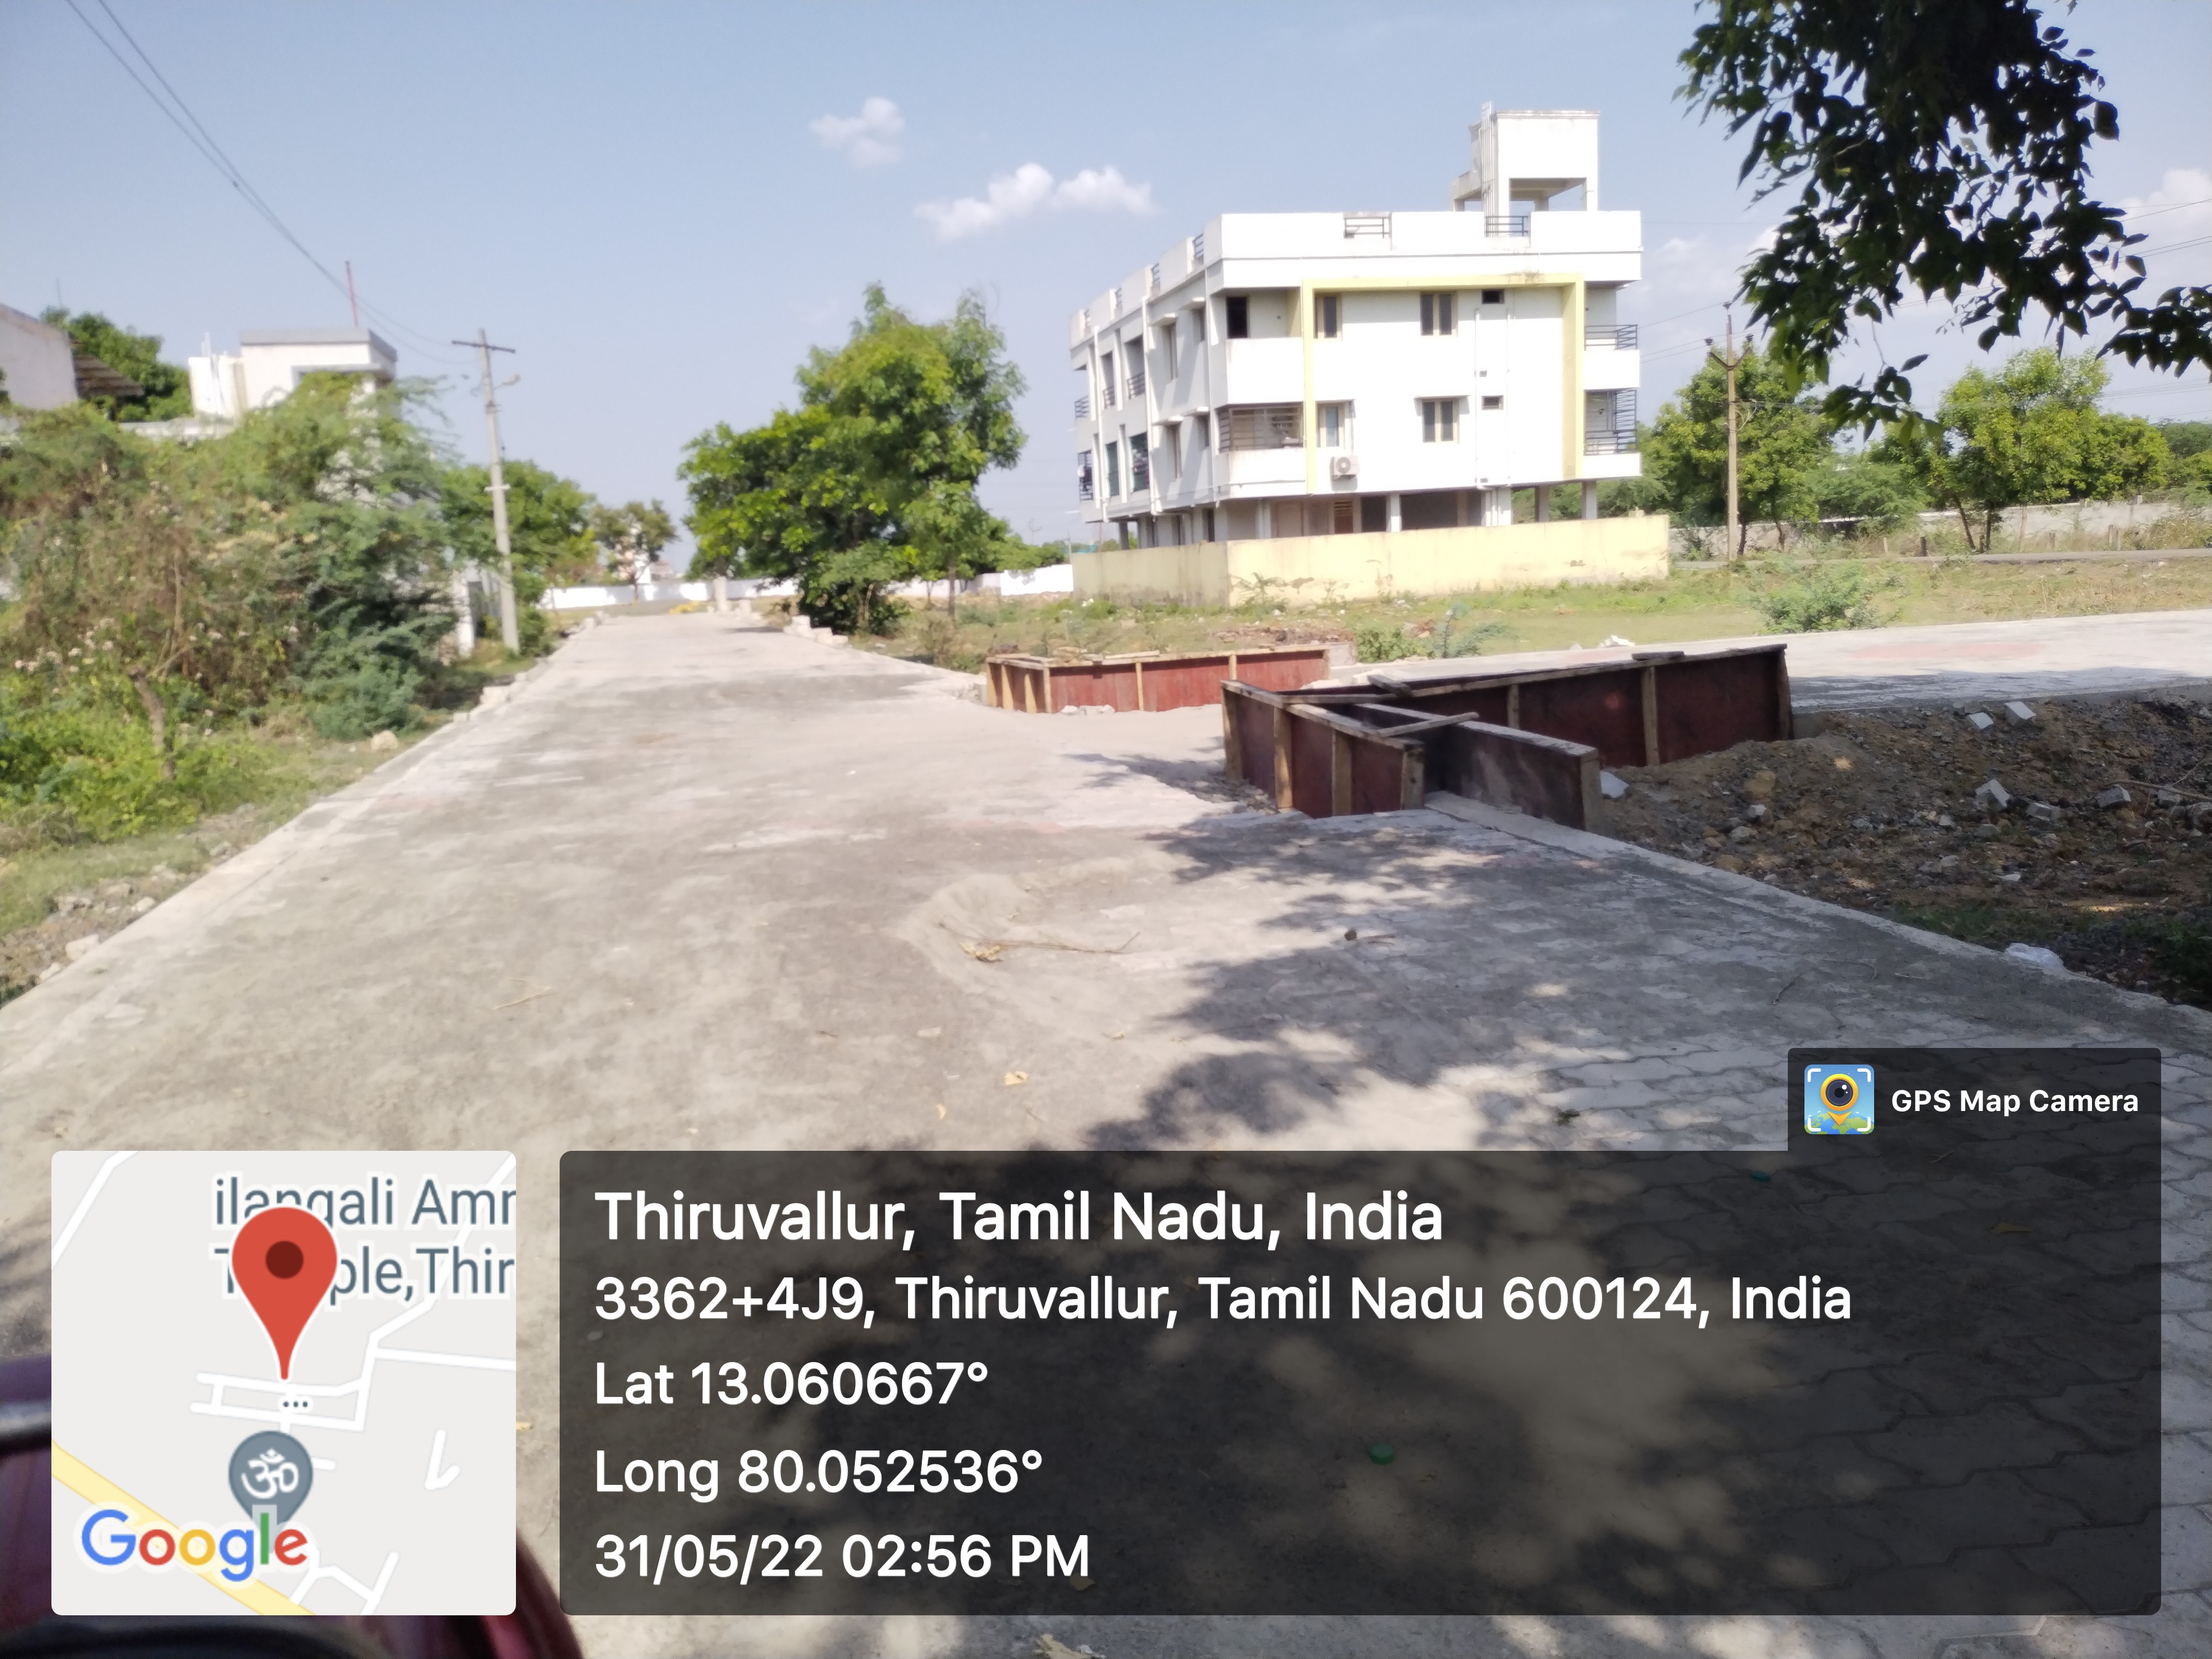 GPS Map Camera
ilangali Amr
ple,Thir
Google
Thiruvallur, Tamil Nadu, India
3362+4J9, Thiruvallur, Tamil Nadu 600124, India
Lat 13.060667°
Long 80.052536°
31/05/22 02:56 PM